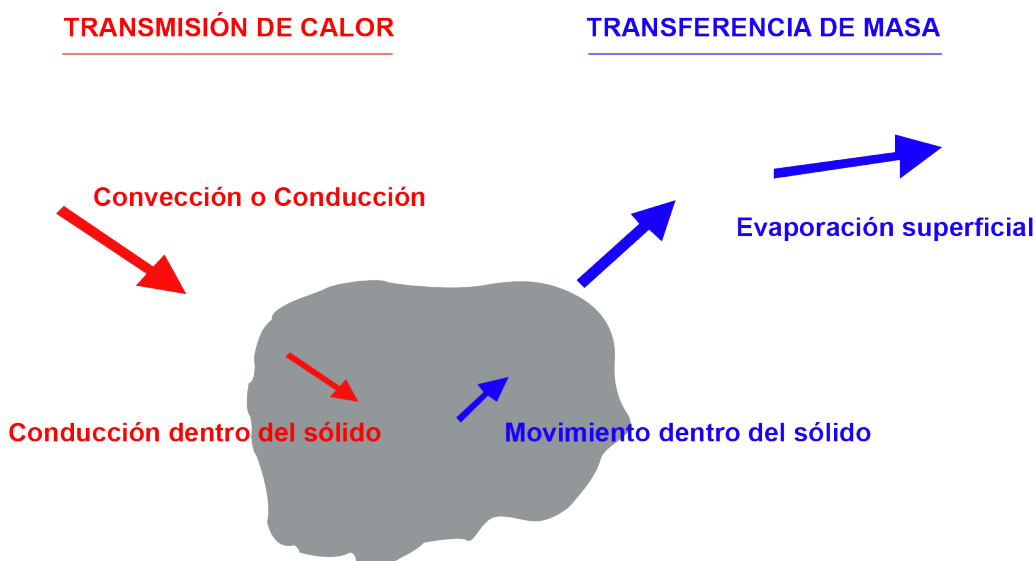 TRANSMISIÓN DE CALOR
TRANSFERENCIA DE MASA
Convección o Conducción
Evaporación superficial
Conducción dentro del sólido
Movimiento dentro del sólido